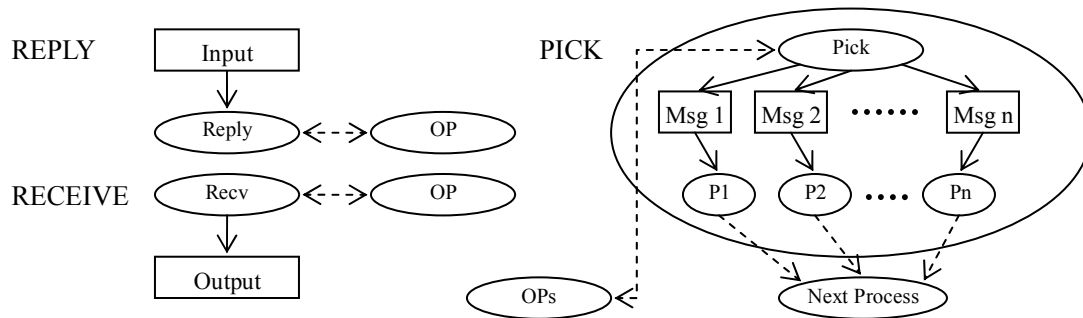 REPLY
Input
Reply
OP
RECEIVE
Recv
OP
Output
PICK
Pick
Msg 1
Msg 2
......
Msg n
P1
P2
....
Pn
OPs
Next Process